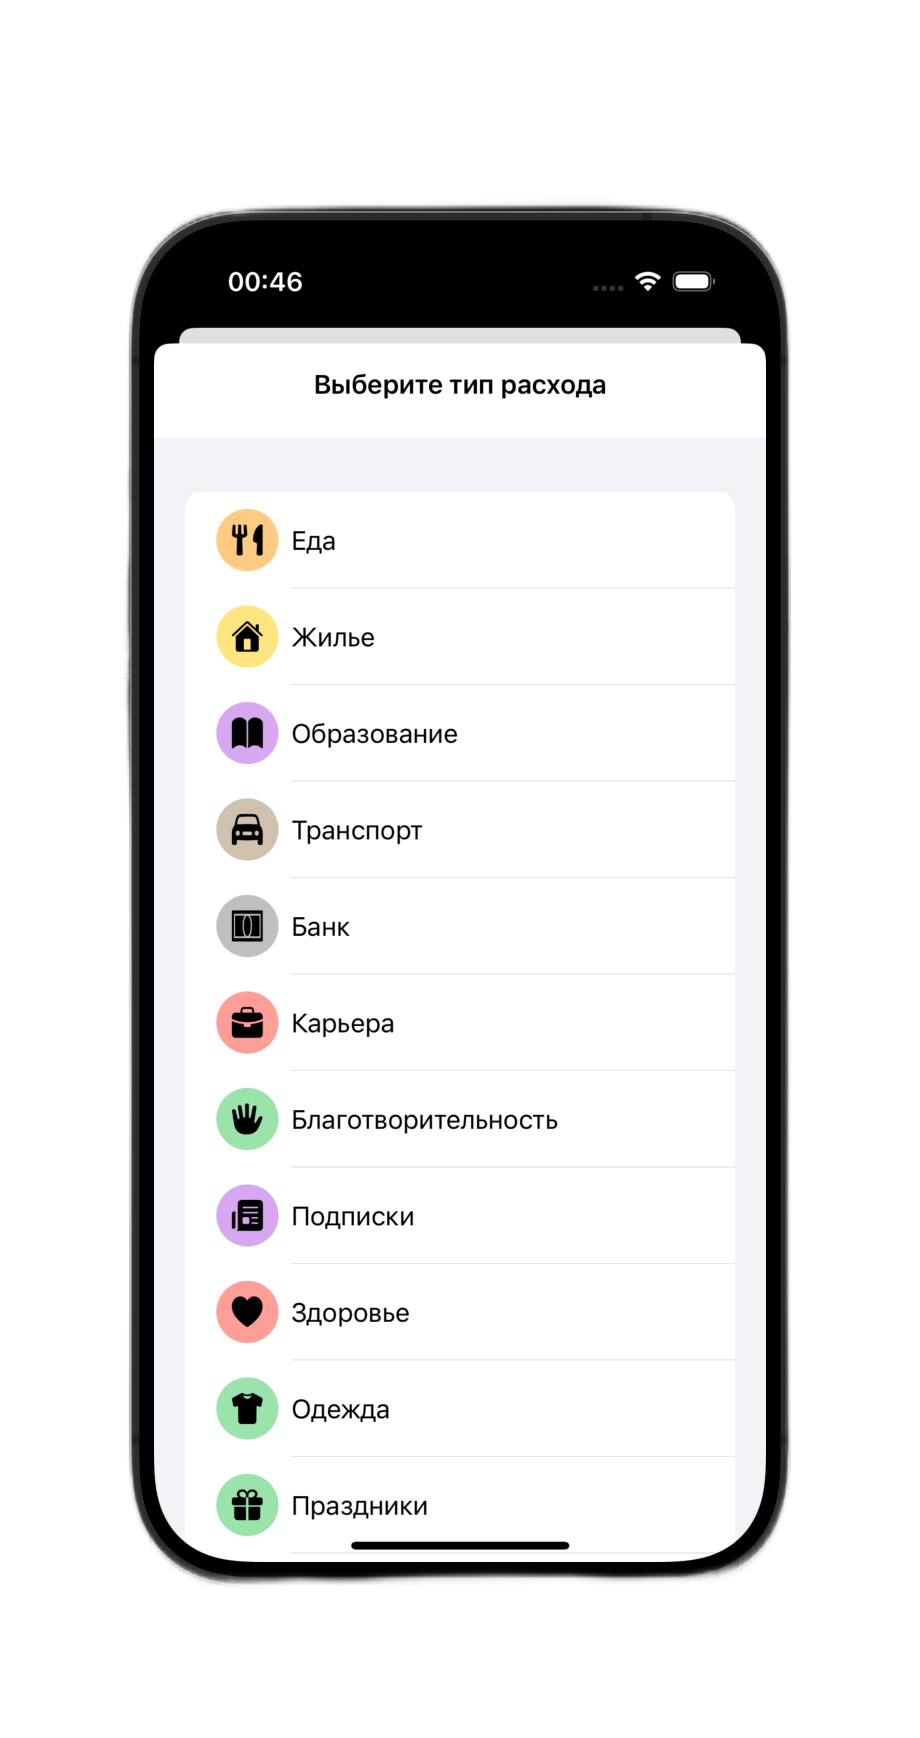 00:46
Выберите тип расхода
Еда
Жилье
Образование
Транспорт
Банк
Карьера
Благотворительность
Подписки
Здоровье
Одежда
Праздники